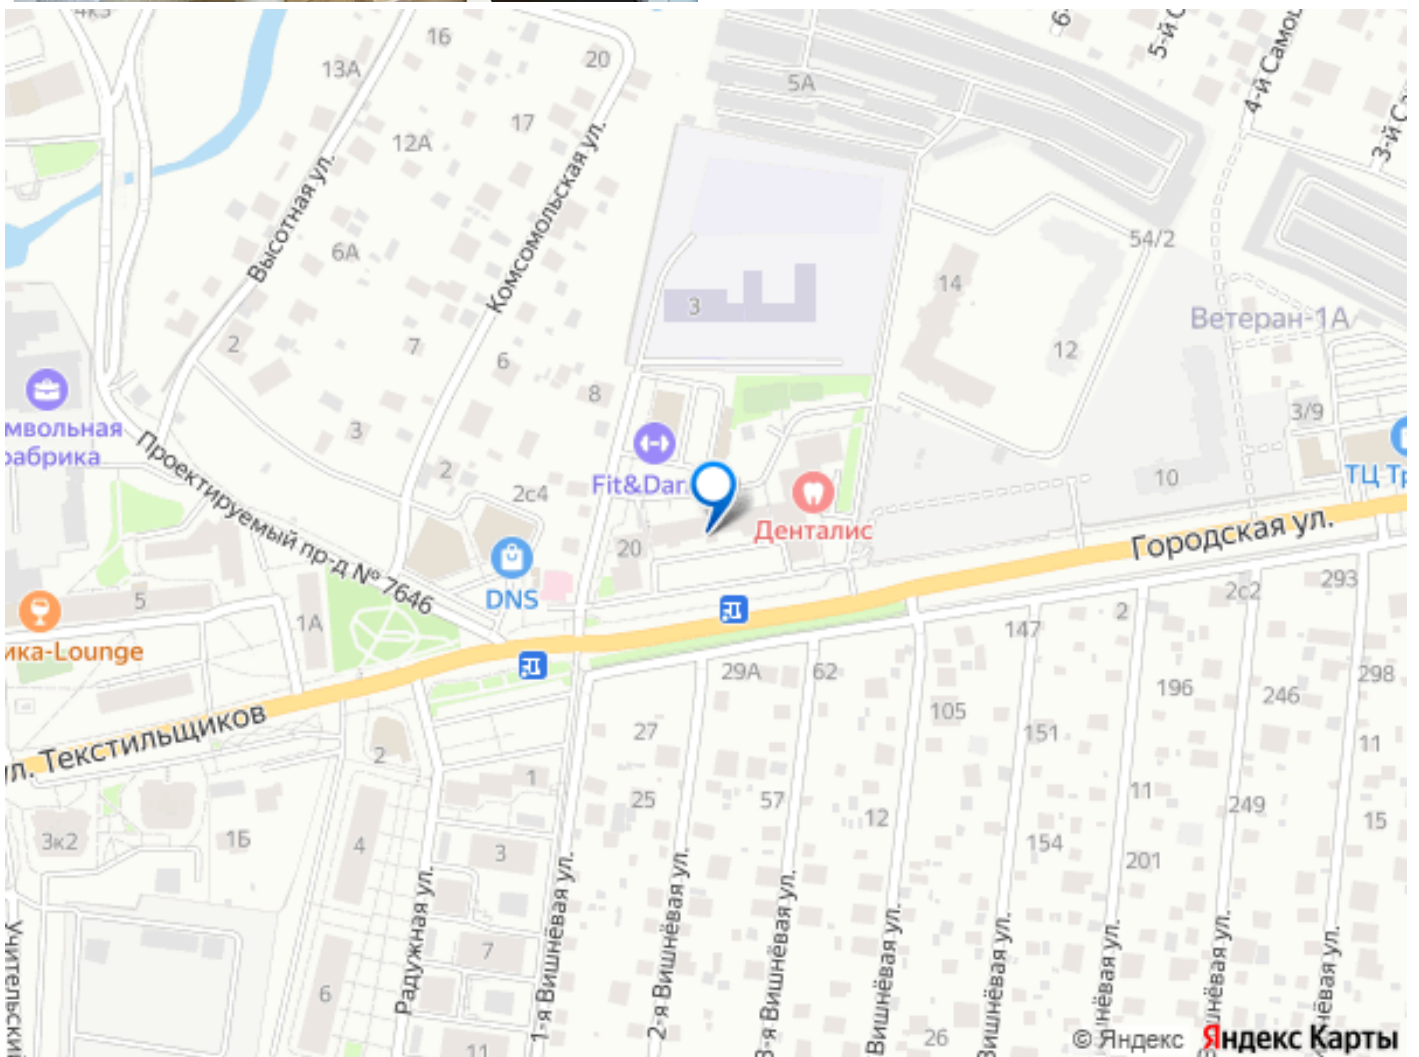 4к3
16
13А
20
17
12А
5А
5-й С
4-й Самош
3-й Са
Высотная ул.
Комсомольская ул.
6А
54/2
14
3
Ветеран-1А
2
7
6
12
8
3/9
мвольная
рабрика
3
Проектируемый пр-д № 7646
2
2с4
Fit&Dar.
ТЦ Тр
10
Денталис
Городская ул.
20
DNS
5
1А
ика-Lounge
293
2с2
2
147
29А
62
298
196
246
105
151
11
27
ул. Текстильщиков
2
1
25
57
12
11
249
15
3к2
1Б
4
3
154
201
Радужная ул.
1-я Вишнёвая ул.
2-я Вишнёвая ул.
3-я Вишнёвая ул.
Вишнёвая ул.
Вишнёвая ул.
нёвая ул.
шнёвая ул.
нёвая ул.
Учительский
7
6
26
11
© Яндекс Яндекс Карты